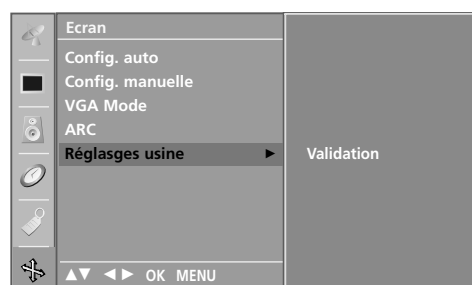 Ecran
Config. auto
Config. manuelle
VGA Mode
ARC
Réglasges usine ► Validation
▲▼ ◄► OK MENU